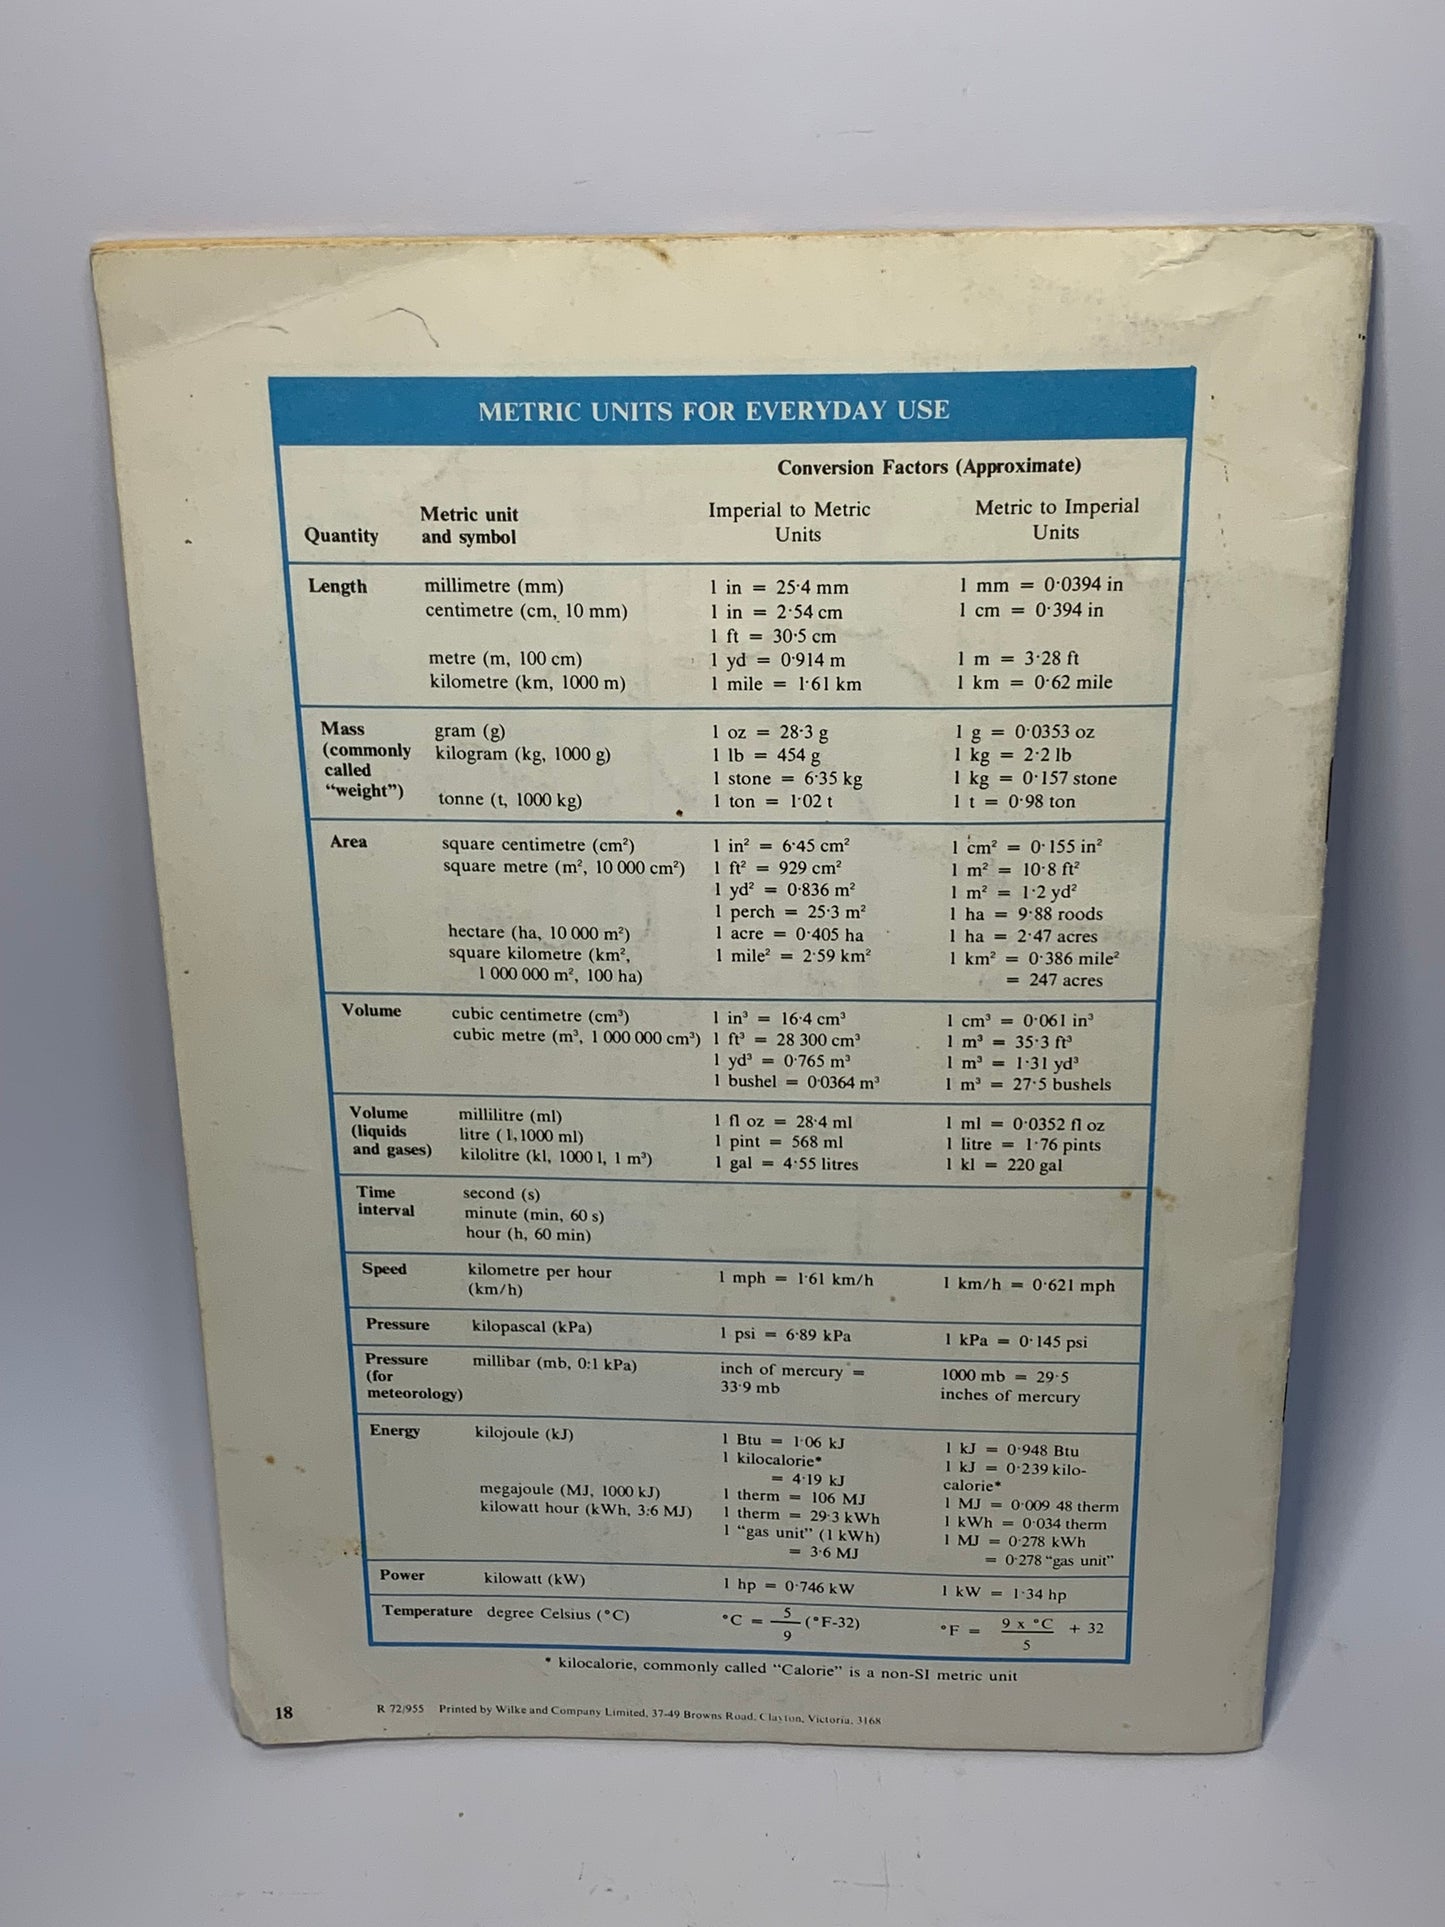 METRIC UNITS FOR EVERYDAY USE
Conversion Factors (Approximate)
Quantity Metric unit and symbol Imperial to Metric Units Metric to Imperial Units
Length millimetre (mm) 1 in = 25·4 mm 1 mm = 0·0394 in
centimetre (cm, 10 mm) 1 in = 2·54 cm 1 cm = 0·394 in
1 ft = 30·5 cm
metre (m, 100 cm) 1 yd = 0·914 m 1 m = 3·28 ft
kilometre (km, 1000 m) 1 mile = 1·61 km 1 km = 0·62 mile
Mass gram (g) 1 oz = 28·3 g 1 g = 0·0353 oz
(commonly kilogram (kg, 1000 g) 1 lb = 454 g 1 kg = 2·2 lb
called 1 stone = 6·35 kg 1 kg = 0·157 stone
"weight") tonne (t, 1000 kg) 1 ton = 1·02 t 1 t = 0·98 ton
Area square centimetre (cm²) 1 in² = 6·45 cm² 1 cm² = 0·155 in²
square metre (m², 10 000 cm²) 1 ft² = 929 cm² 1 m² = 10·8 ft²
1 yd² = 0·836 m² 1 m² = 1·2 yd²
1 perch = 25·3 m² 1 ha = 9·88 roods
hectare (ha, 10 000 m²) 1 acre = 0·405 ha 1 ha = 2·47 acres
square kilometre (km², 1 mile² = 2·59 km² 1 km² = 0·386 mile²
1 000 000 m², 100 ha) = 247 acres
Volume cubic centimetre (cm³) 1 in³ = 16·4 cm³ 1 cm³ = 0·061 in³
cubic metre (m³, 1 000 000 cm³) 1 ft³ = 28 300 cm³ 1 m³ = 35·3 ft³
1 yd³ = 0·765 m³ 1 m³ = 1·31 yd³
1 bushel = 0·0364 m³ 1 m³ = 27·5 bushels
Volume millilitre (ml) 1 fl oz = 28·4 ml 1 ml = 0·0352 fl oz
(liquids litre (l, 1000 ml) 1 pint = 568 ml 1 litre = 1·76 pints
and gases) kilolitre (kl, 1000 l, 1 m³) 1 gal = 4·55 litres 1 kl = 220 gal
Time second (s)
interval minute (min, 60 s)
hour (h, 60 min)
Speed kilometre per hour 1 mph = 1·61 km/h 1 km/h = 0·621 mph
(km/h)
Pressure kilopascal (kPa) 1 psi = 6·89 kPa 1 kPa = 0·145 psi
Pressure millibar (mb, 0:1 kPa) inch of mercury = 1000 mb = 29·5
(for 33·9 mb inches of mercury
meteorology)
Energy kilojoule (kJ) 1 Btu = 1·06 kJ 1 kJ = 0·948 Btu
1 kilocalorie* 1 kJ = 0·239 kilo-
= 4·19 kJ calorie*
megajoule (MJ, 1000 kJ) 1 therm = 106 MJ 1 MJ = 0·009 48 therm
kilowatt hour (kWh, 3:6 MJ) 1 therm = 29·3 kWh 1 kWh = 0·034 therm
1 "gas unit" (1 kWh) 1 MJ = 0·278 kWh
= 3·6 MJ = 0·278 "gas unit"
Power kilowatt (kW) 1 hp = 0·746 kW 1 kW = 1·34 hp
Temperature degree Celsius (°C) °C = 5/9 (°F-32) °F = 9 x °C/5 + 32
* kilocalorie, commonly called "Calorie" is a non-SI metric unit
18 R 72/955 Printed by Wilke and Company Limited, 37-49 Browns Road, Clayton, Victoria, 3168